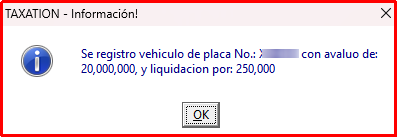 TAXATION - Información!
Se registro vehiculo de placa No.: con avaluo de:
20,000,000, y liquidacion por: 250,000
OK